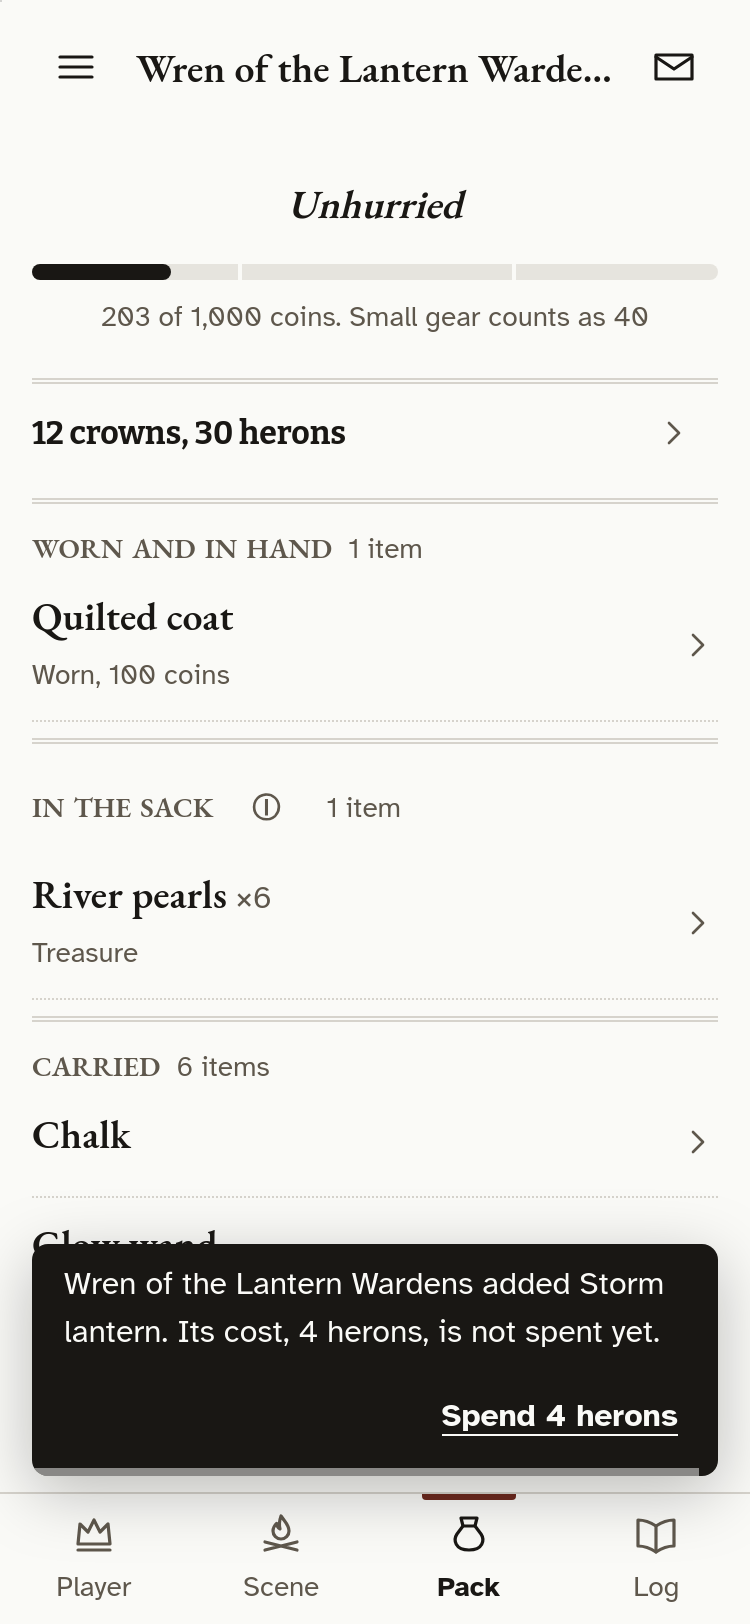 Wren of the Lantern Warde...
Unhurried
203 of 1,000 coins. Small gear counts as 40
12 crowns, 30 herons
WORN AND IN HAND 1 item
Quilted coat
Worn, 100 coins
IN THE SACK 1 item
River pearls ×6
Treasure
CARRIED 6 items
Chalk
Glow wand
Wren of the Lantern Wardens added Storm
lantern. Its cost, 4 herons, is not spent yet.
Spend 4 herons
Player Scene Pack Log